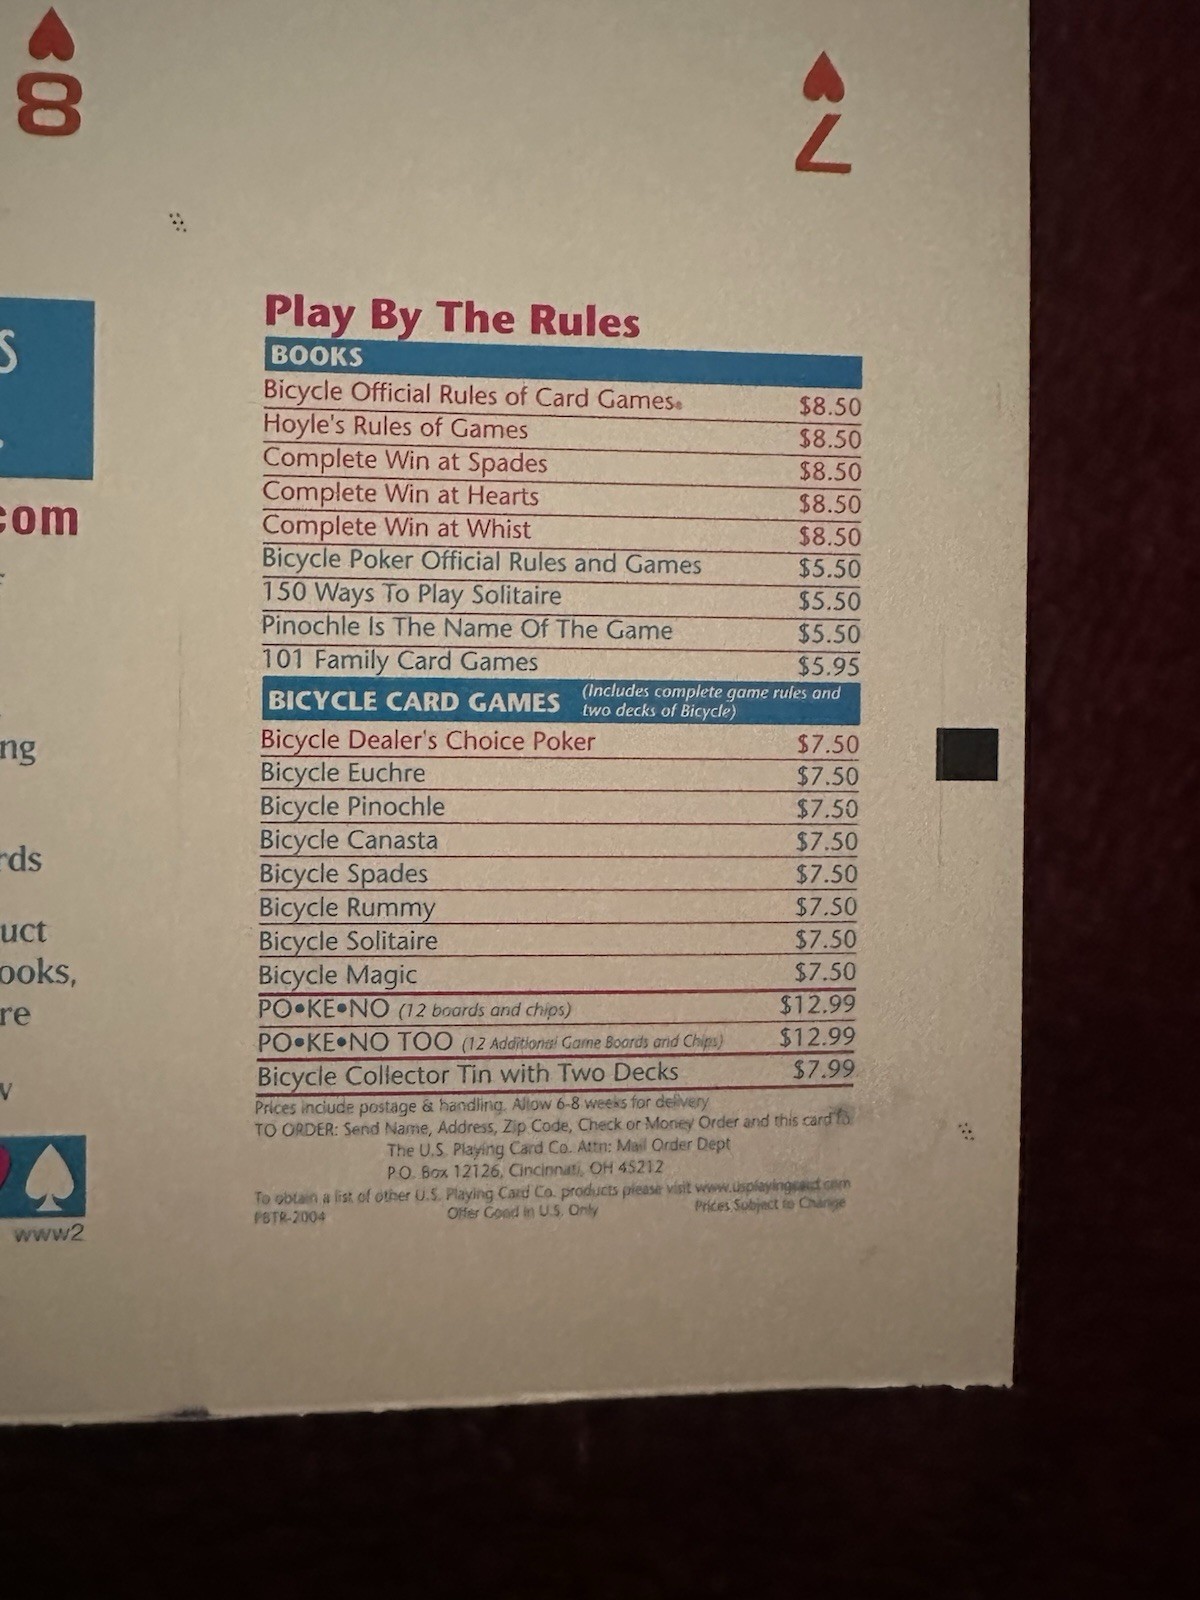 8
7
Play By The Rules
BOOKS
Bicycle Official Rules of Card Games® $8.50
Hoyle's Rules of Games $8.50
Complete Win at Spades $8.50
Complete Win at Hearts $8.50
Complete Win at Whist $8.50
Bicycle Poker Official Rules and Games $5.50
150 Ways To Play Solitaire $5.50
Pinochle Is The Name Of The Game $5.50
101 Family Card Games $5.95
BICYCLE CARD GAMES (Includes complete game rules and
two decks of Bicycle)
Bicycle Dealer's Choice Poker $7.50
Bicycle Euchre $7.50
Bicycle Pinochle $7.50
Bicycle Canasta $7.50
Bicycle Spades $7.50
Bicycle Rummy $7.50
Bicycle Solitaire $7.50
Bicycle Magic $7.50
PO•KE•NO (12 boards and chips) $12.99
PO•KE•NO TOO (12 Additional Game Boards and Chips) $12.99
Bicycle Collector Tin with Two Decks $7.99
Prices include postage & handling. Allow 6-8 weeks for delivery
TO ORDER: Send Name, Address, Zip Code, Check or Money Order and this card to
The U.S. Playing Card Co. Attn: Mail Order Dept
P.O. Box 12126, Cincinnati, OH 45212
To obtain a list of other U.S. Playing Card Co. products please visit www.usplayingcard.com
PBTR-2004 Offer Good in U.S. Only Prices Subject to Change
S
com
ng
rds
uct
ooks,
re
www2